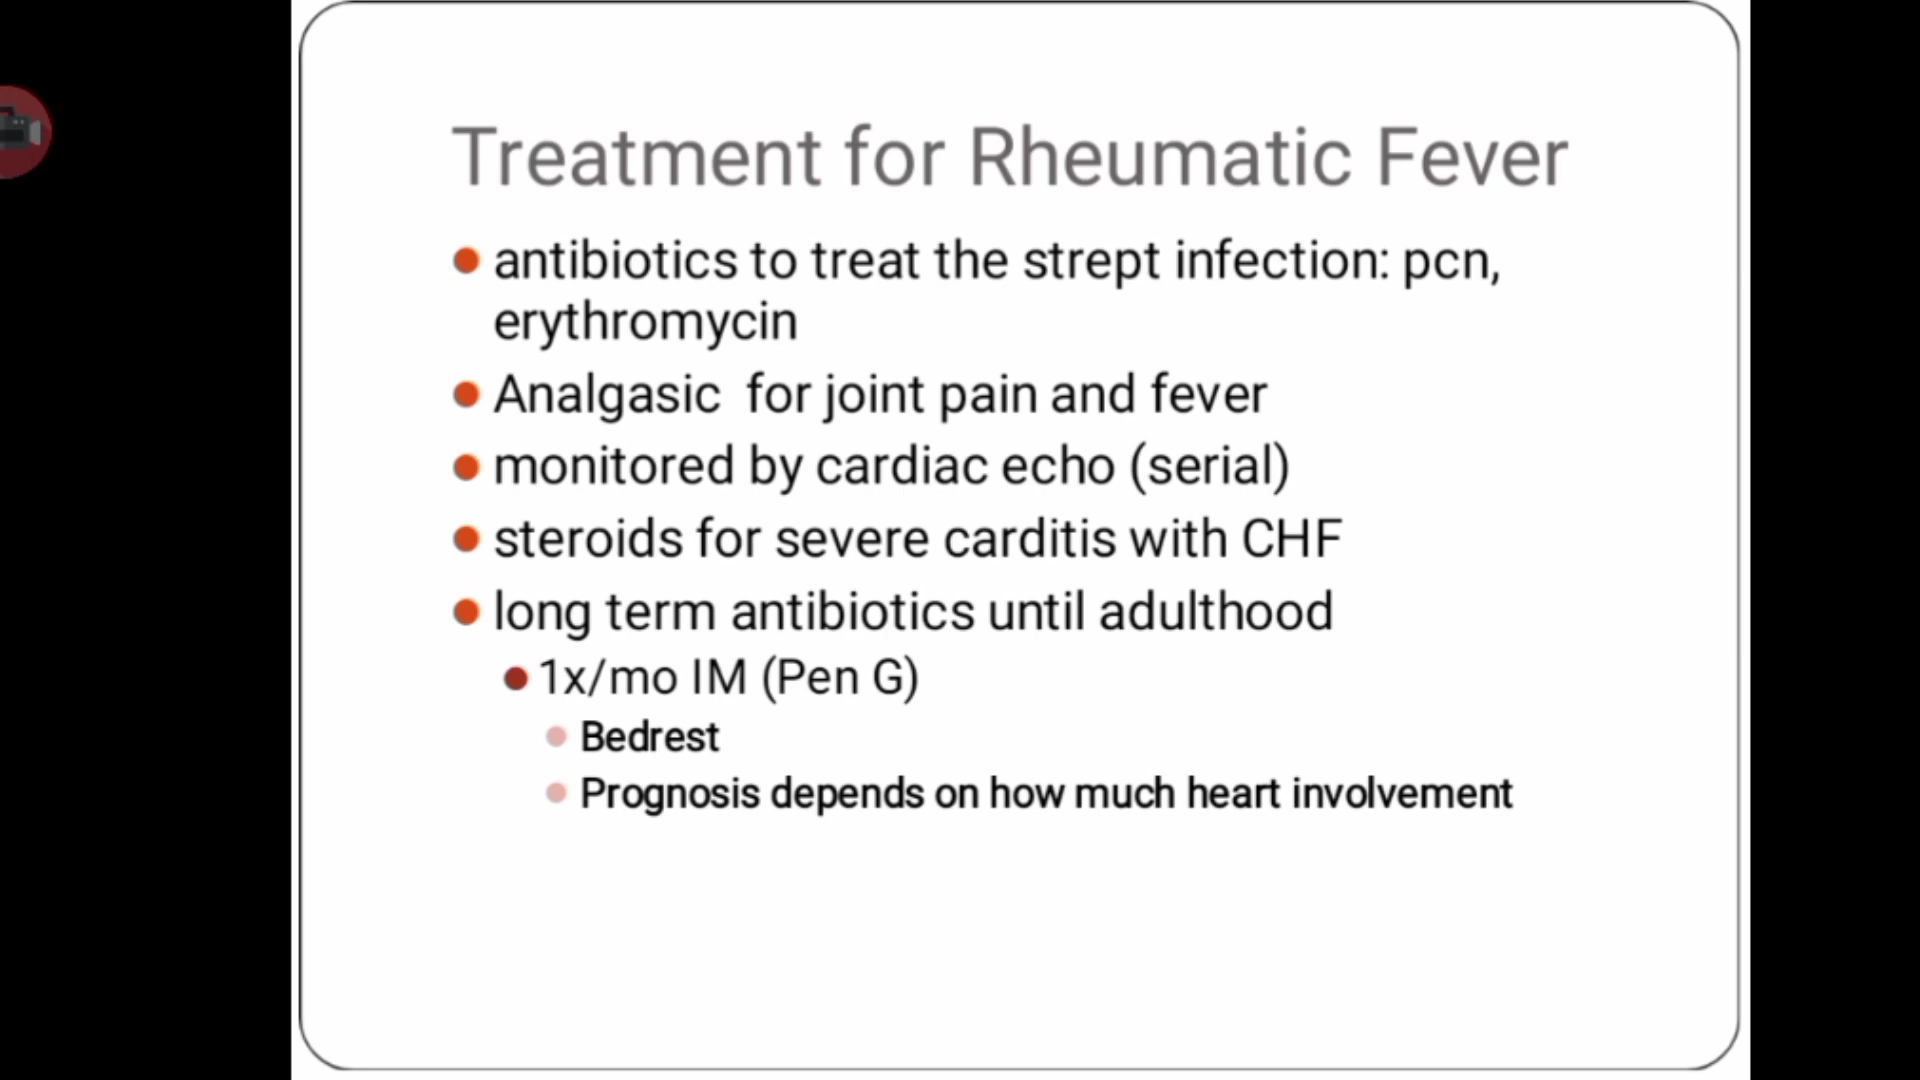 Treatment for Rheumatic Fever
antibiotics to treat the strept infection: pcn,
erythromycin
Analgasic for joint pain and fever
monitored by cardiac echo (serial)
steroids for severe carditis with CHF
long term antibiotics until adulthood
1x/mo IM (Pen G)
Bedrest
Prognosis depends on how much heart involvement